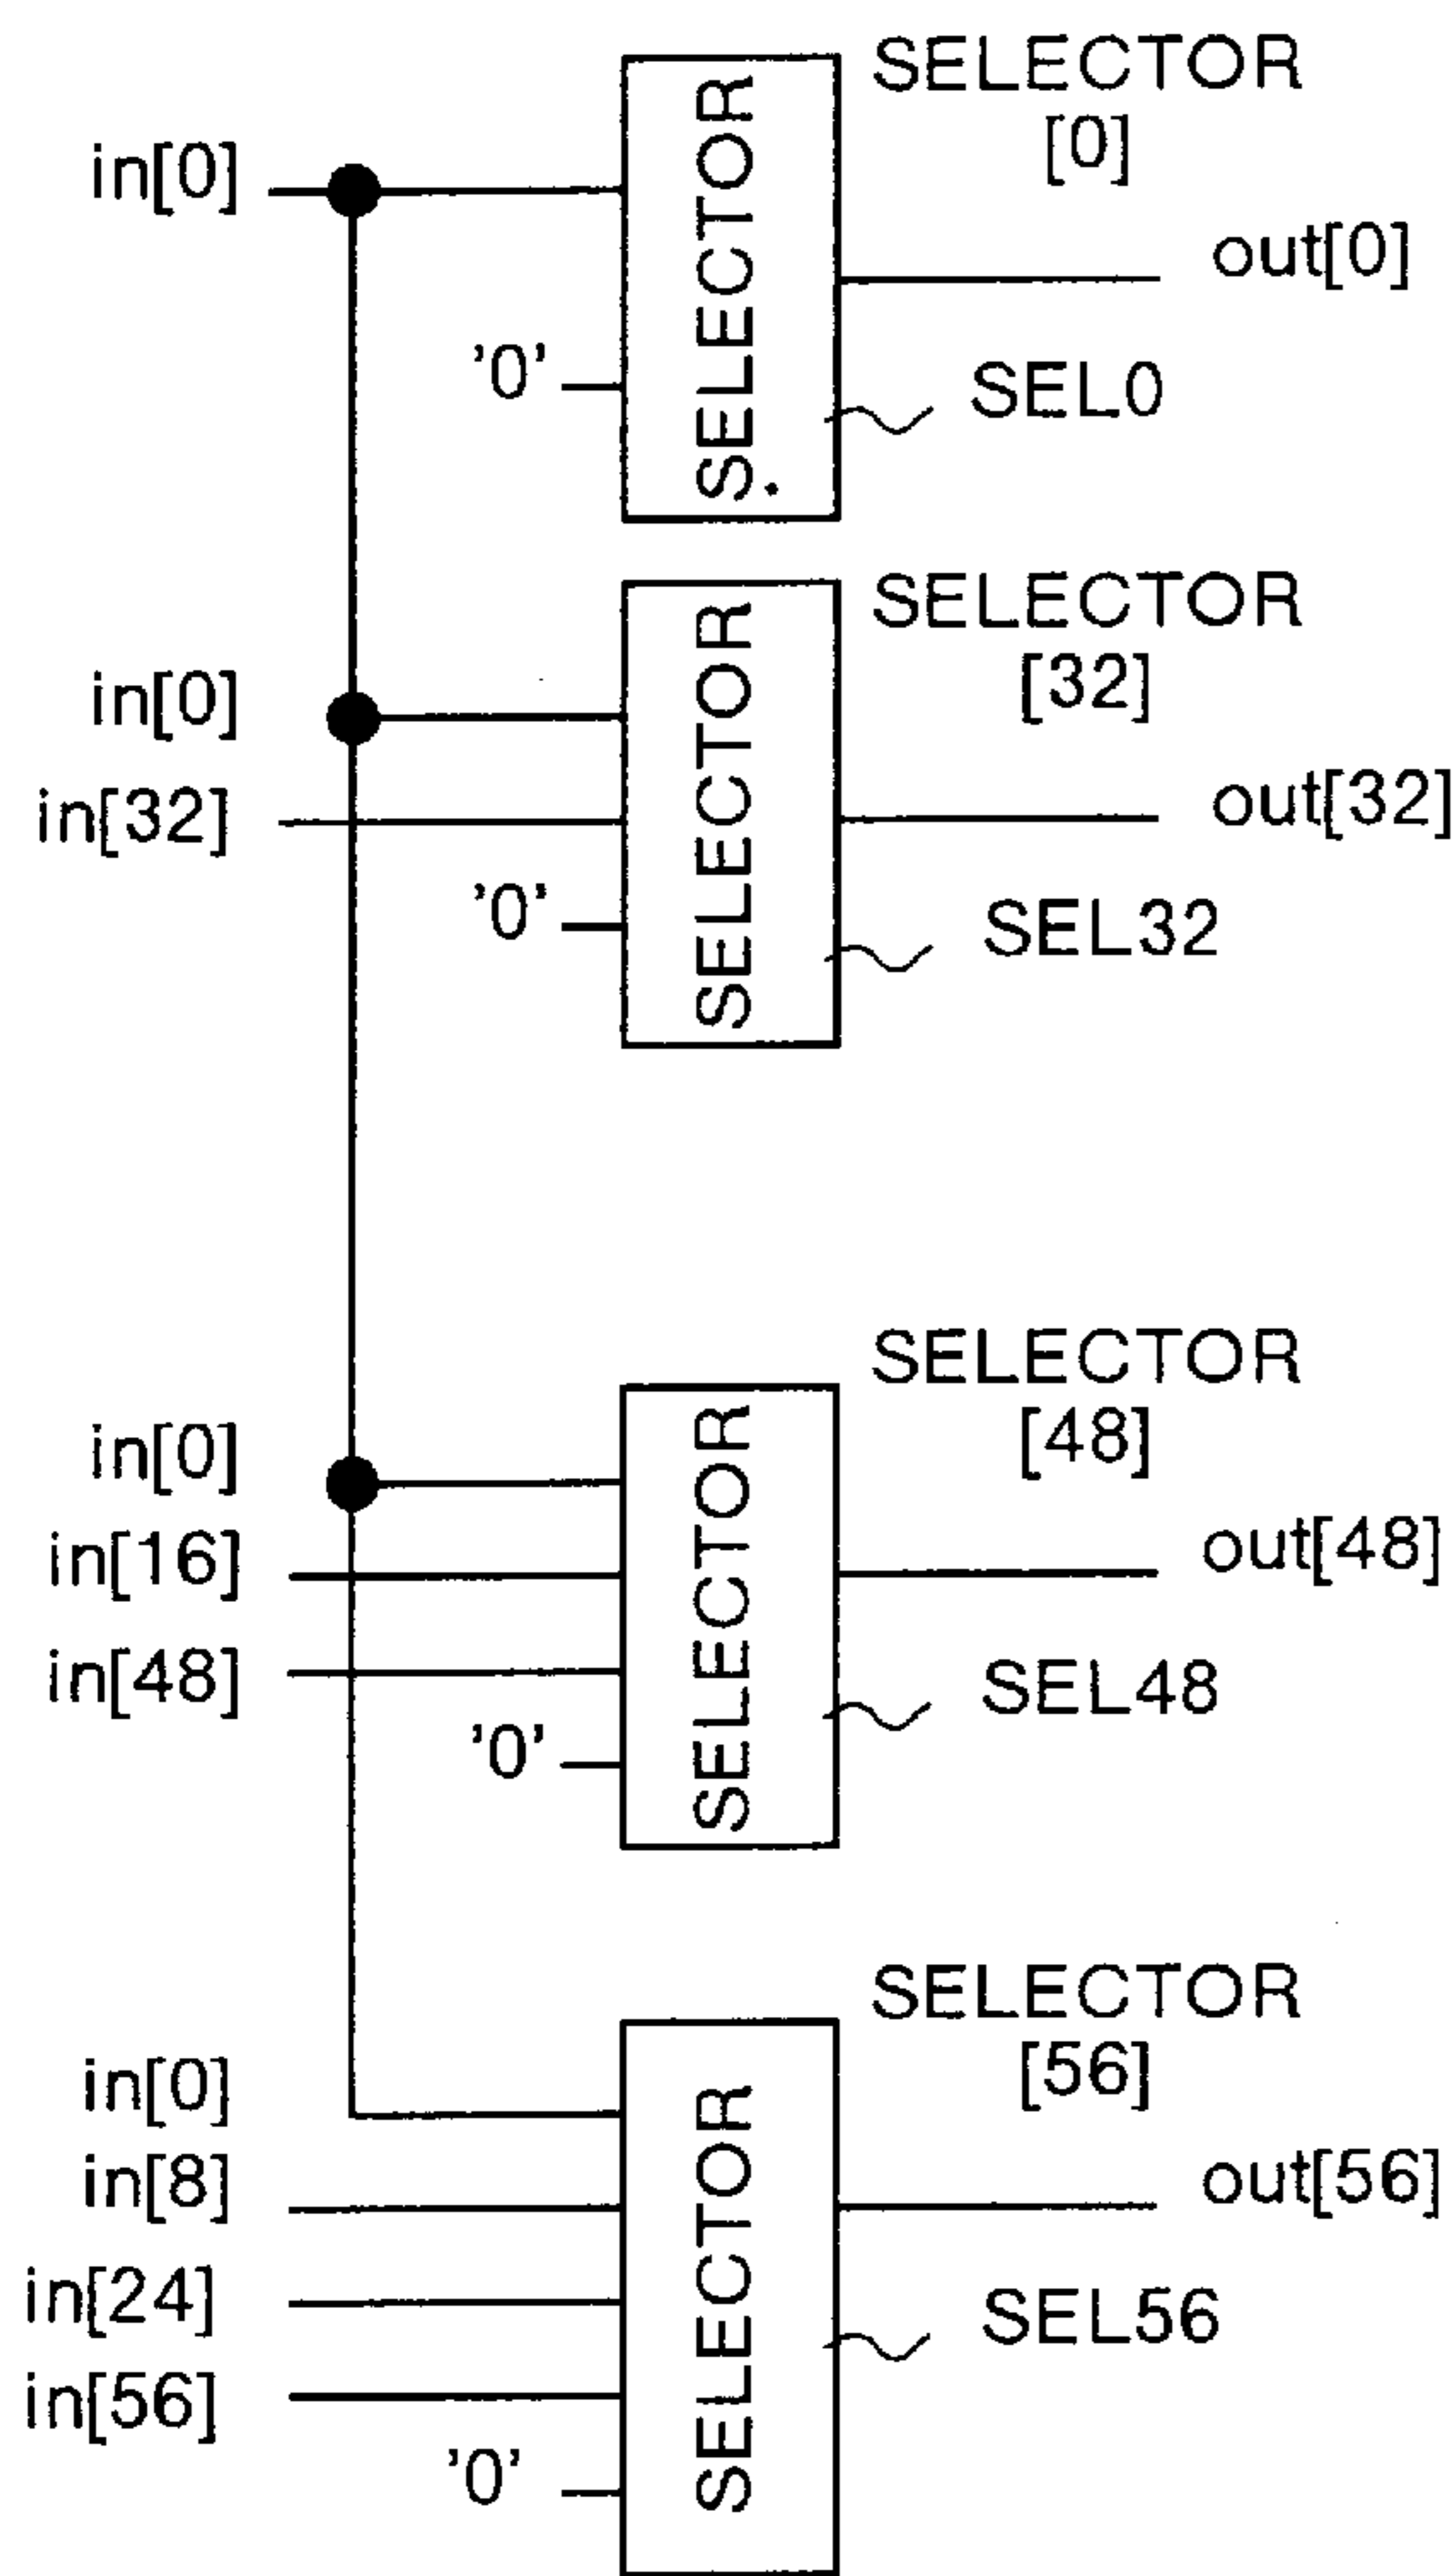 SELECTOR
[0]
in[0]
SELECTOR
out[0]
'0'
SEL0
SELECTOR
[32]
in[0]
SELECTOR
in[32]
out[32]
'0'
SEL32
SELECTOR
[48]
in[0]
SELECTOR
in[16]
out[48]
in[48]
SEL48
'0'
SELECTOR
[56]
in[0]
SELECTOR
in[8]
out[56]
in[24]
SEL56
in[56]
'0'